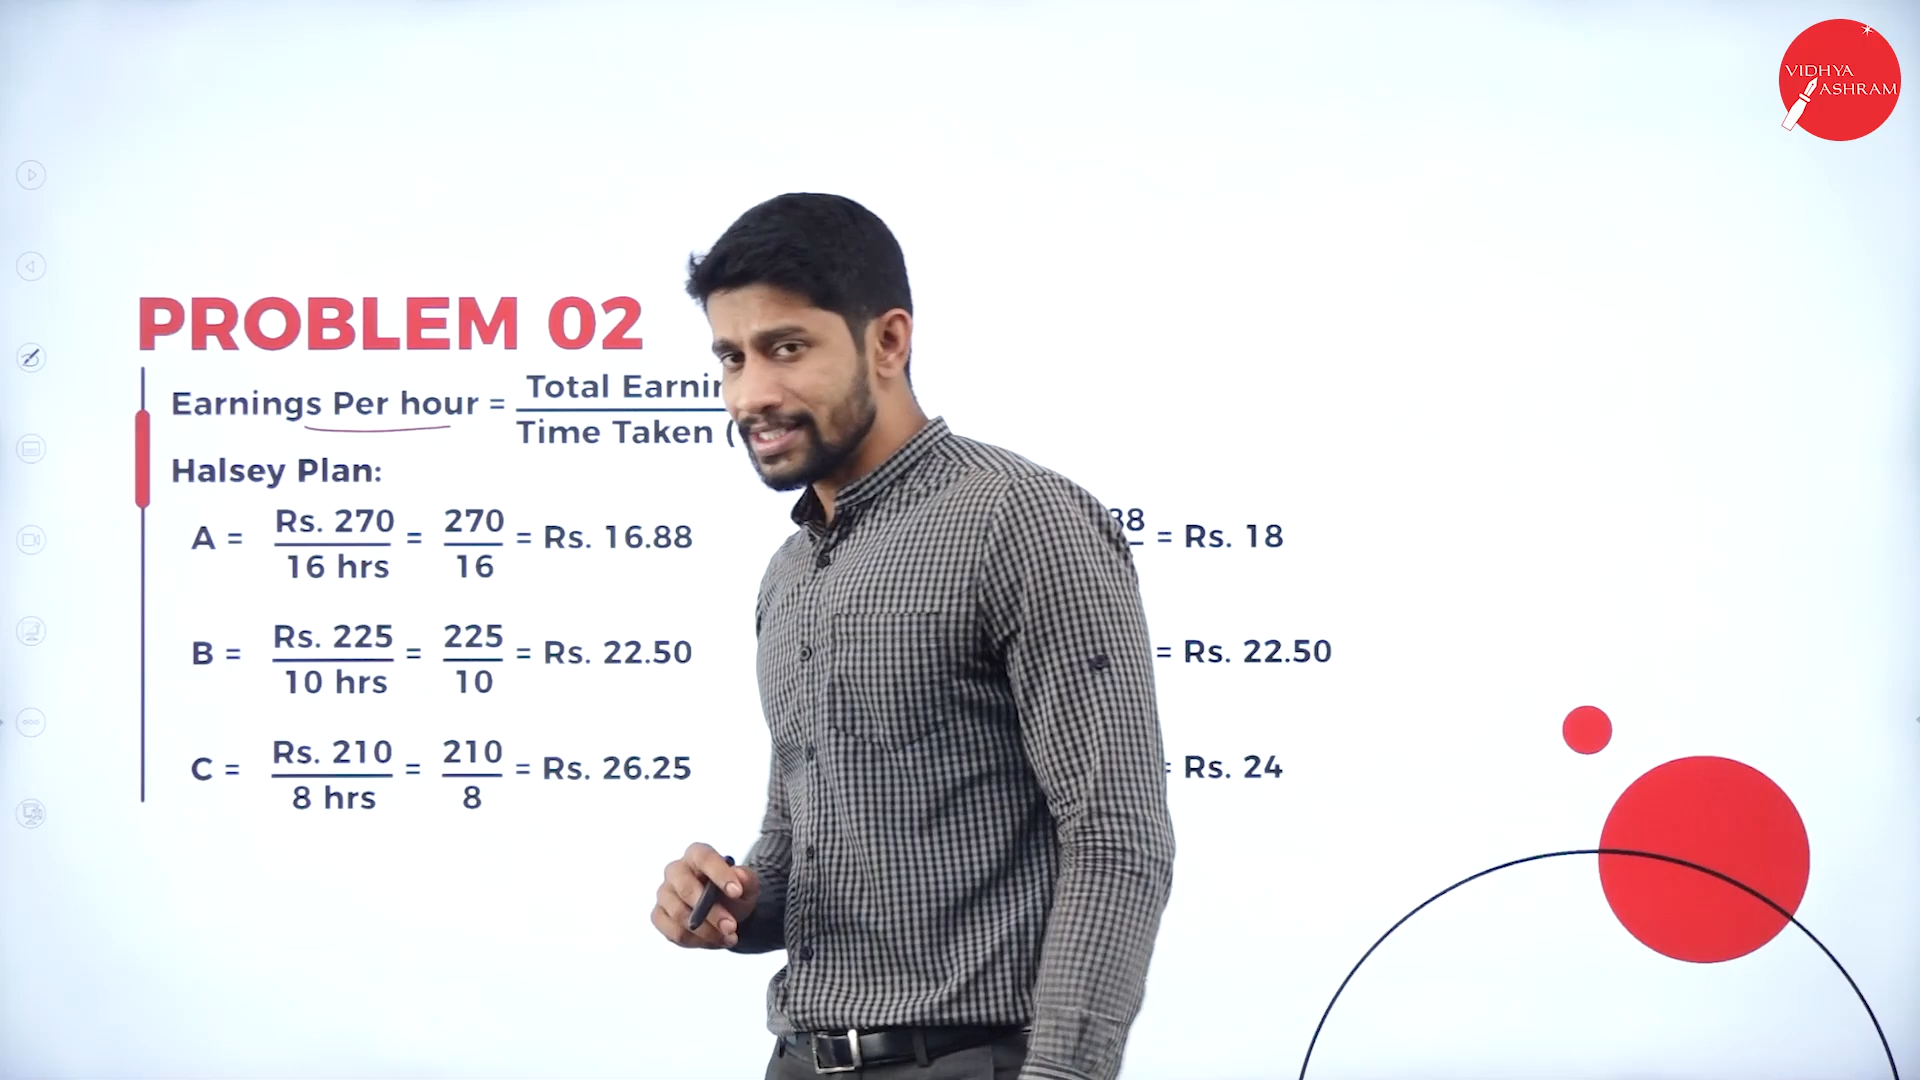 VIDHYA
ASHRAM
PROBLEM 02
Earnings Per hour = Total
Time Taken (
Halsey Plan:
A = Rs. 270 / 16 hrs = 270 / 16 = Rs. 16.88
= Rs. 18
B = Rs. 225 / 10 hrs = 225 / 10 = Rs. 22.50
= Rs. 22.50
C = Rs. 210 / 8 hrs = 210 / 8 = Rs. 26.25
Rs. 24